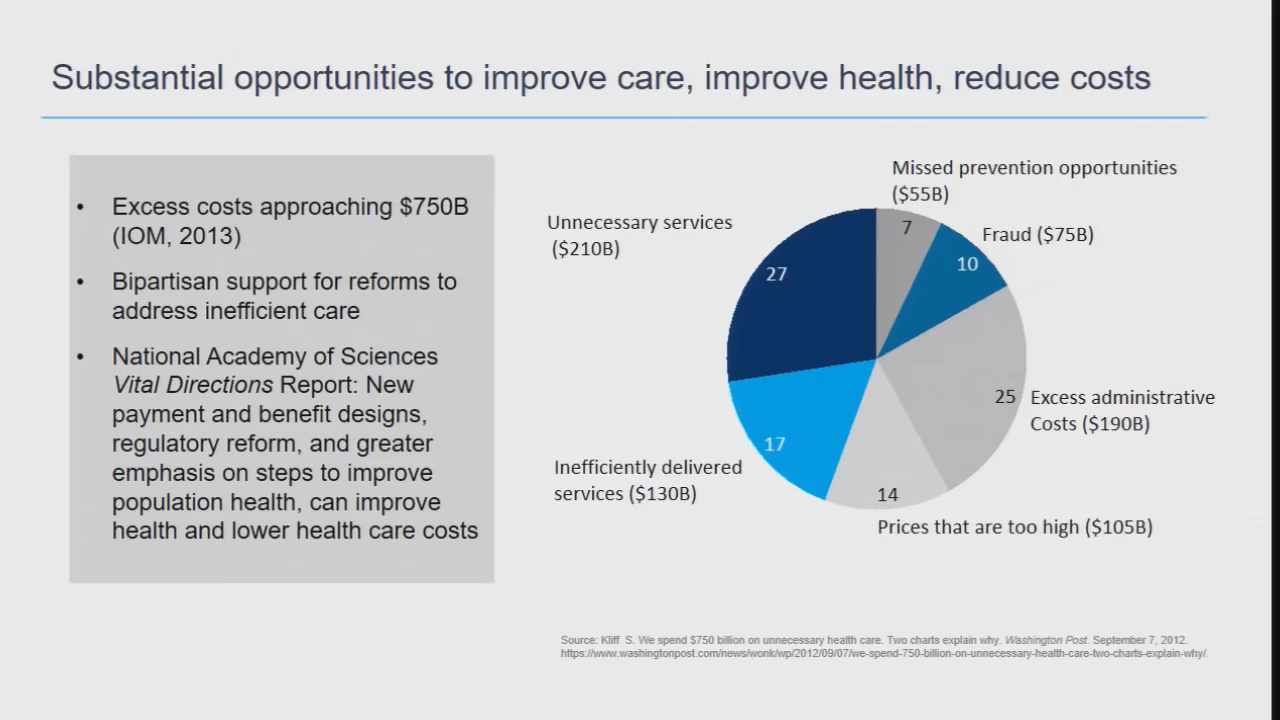 Substantial opportunities to improve care, improve health, reduce costs
• Excess costs approaching $750B
(IOM, 2013)
• Bipartisan support for reforms to
address inefficient care
• National Academy of Sciences
Vital Directions Report: New
payment and benefit designs,
regulatory reform, and greater
emphasis on steps to improve
population health, can improve
health and lower health care costs
Missed prevention opportunities
($55B)
7
Fraud ($75B)
10
Unnecessary services
($210B)
27
25
Excess administrative
Costs ($190B)
17
Inefficiently delivered
services ($130B)
14
Prices that are too high ($105B)
Source: Kliff S. We spend $750 billion on unnecessary health care. Two charts explain why. Washington Post. September 7, 2012.
https://www.washingtonpost.com/news/wonk/wp/2012/09/07/we-spend-750-billion-on-unnecessary-health-care-two-charts-explain-why/.